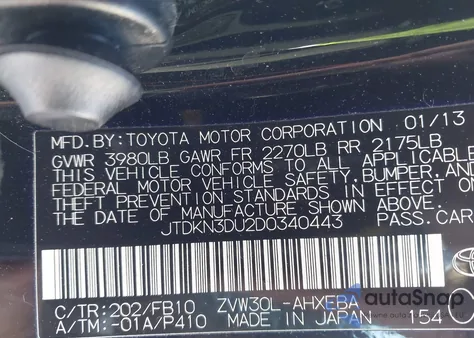 MFD. BY: TOYOTA MOTOR CORPORATION 01/13
GVWR 3980LB GAWR FR 2270LB RR 2175LB
THIS VEHICLE CONFORMS TO ALL APPLICABLE
FEDERAL MOTOR VEHICLE SAFETY, BUMPER, AND
THEFT PREVENTION STANDARDS IN EFFECT ON
THE DATE OF MANUFACTURE SHOWN ABOVE.
JTDKN3DU2D0340443 PASS. CAR
C/TR: 202/FB10 ZVW30L-AHXEBA
A/TM: -01A/P410 MADE IN JAPAN 154
autoSnap